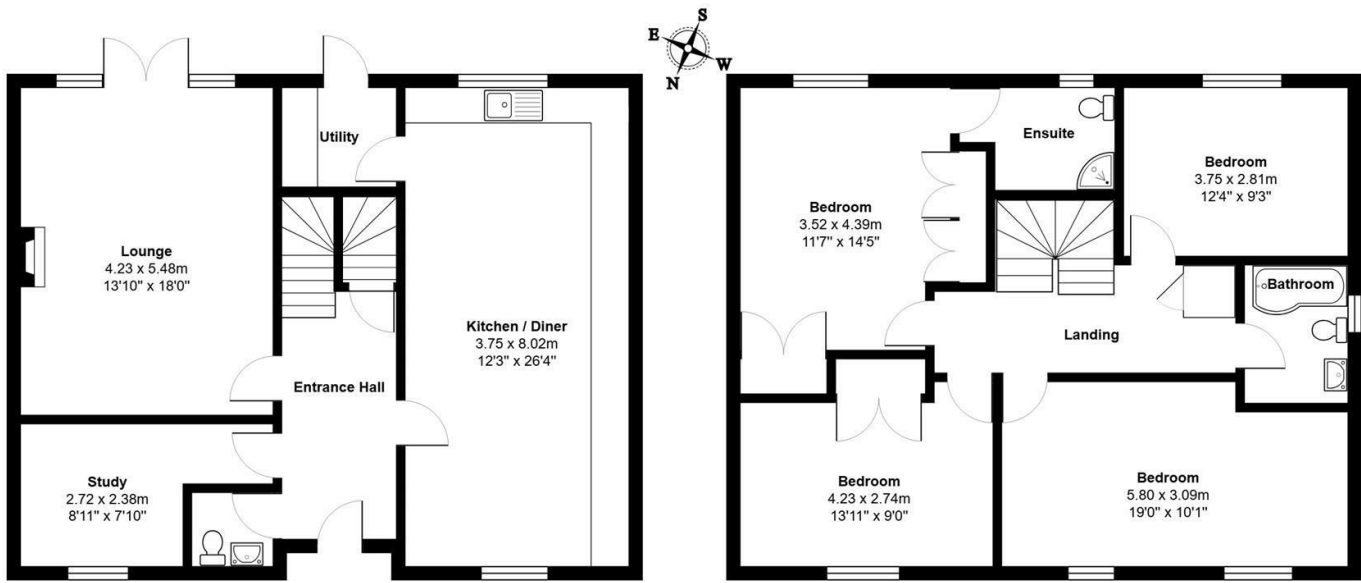 S
E
W
N
Utility
Lounge
4.23 x 5.48m
13'10" x 18'0"
Kitchen / Diner
3.75 x 8.02m
12'3" x 26'4"
Entrance Hall
Study
2.72 x 2.38m
8'11" x 7'10"
Ensuite
Bedroom
3.75 x 2.81m
12'4" x 9'3"
Bedroom
3.52 x 4.39m
11'7" x 14'5"
Bathroom
Landing
Bedroom
4.23 x 2.74m
13'11" x 9'0"
Bedroom
5.80 x 3.09m
19'0" x 10'1"